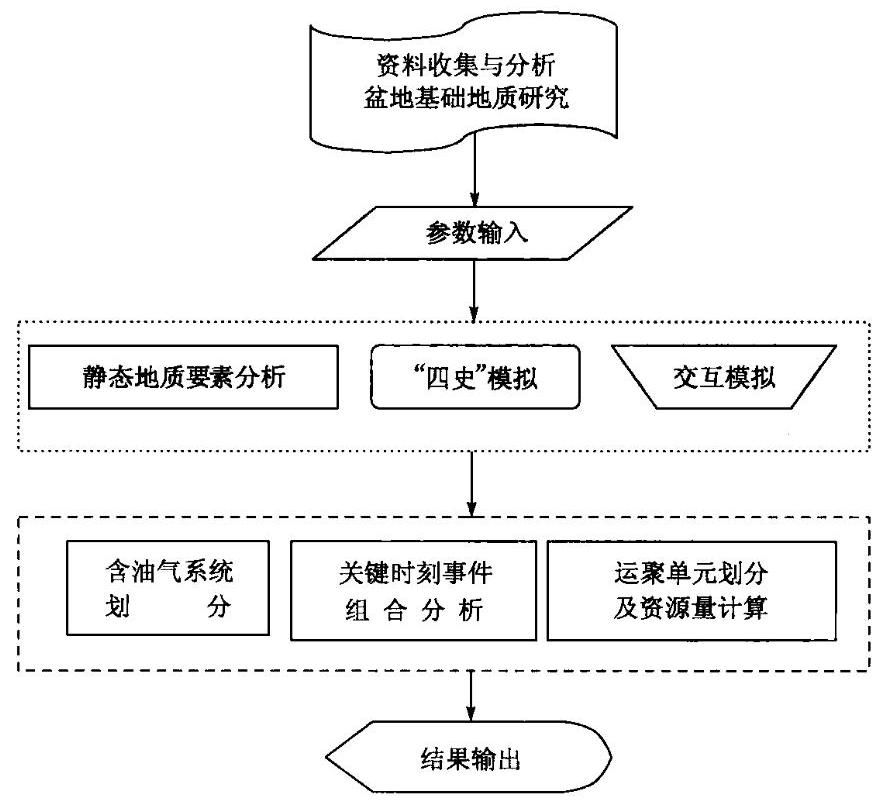 资料收集与分析
盆地基础地质研究
参数输入
静态地质要素分析
“四史”模拟
交互模拟
含油气系统
划 分
关键时刻事件
组 合 分 析
运聚单元划分
及资源量计算
结果输出